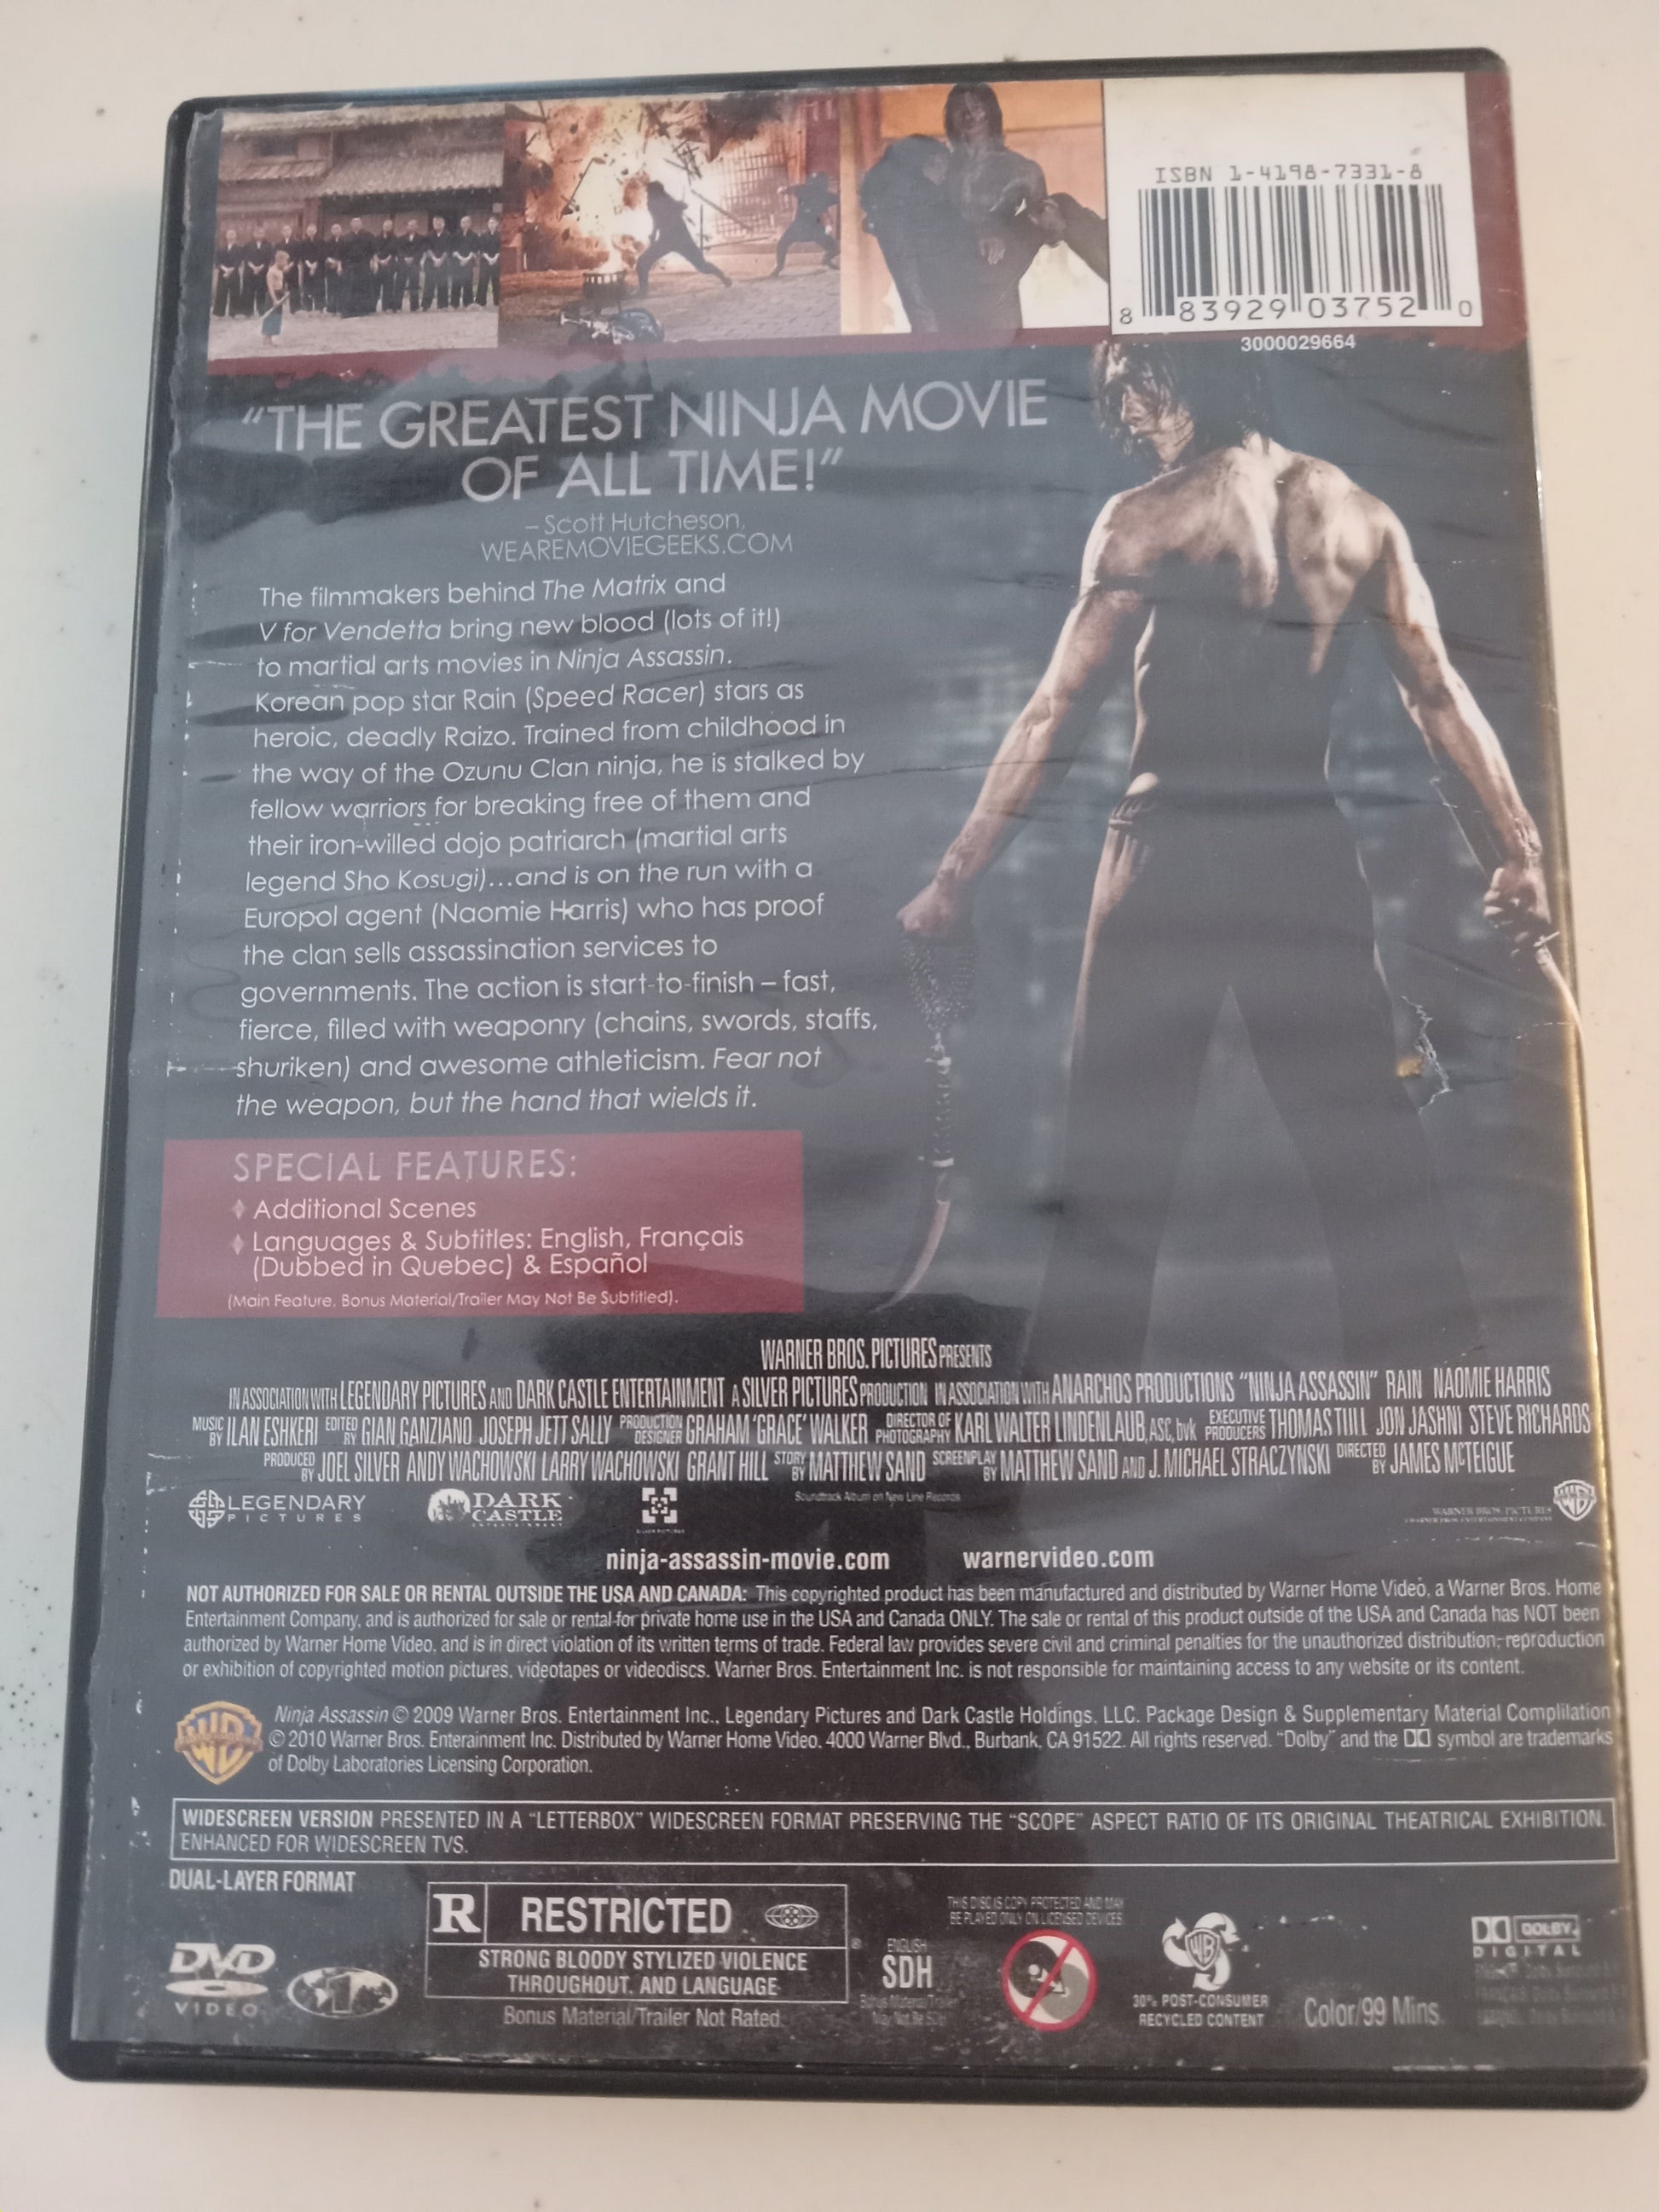 ISBN 1-4198-7331-8
8 83929 03752 0
3000029664
“THE GREATEST NINJA MOVIE
OF ALL TIME!”
– Scott Hutcheson,
WEAREMOVIEGEEKS.COM
The filmmakers behind The Matrix and
V for Vendetta bring new blood (lots of it!)
to martial arts movies in Ninja Assassin.
Korean pop star Rain (Speed Racer) stars as
heroic, deadly Raizo. Trained from childhood in
the way of the Ozunu Clan ninja, he is stalked by
fellow warriors for breaking free of them and
their iron-willed dojo patriarch (martial arts
legend Sho Kosugi)...and is on the run with a
Europol agent (Naomie Harris) who has proof
the clan sells assassination services to
governments. The action is start-to-finish – fast,
fierce, filled with weaponry (chains, swords, staffs,
shuriken) and awesome athleticism. Fear not
the weapon, but the hand that wields it.
SPECIAL FEATURES:
Additional Scenes
Languages & Subtitles: English, Français
(Dubbed in Quebec) & Español
(Main Feature. Bonus Material/Trailer May Not Be Subtitled).
WARNER BROS. PICTURES PRESENTS
IN ASSOCIATION WITH LEGENDARY PICTURES AND DARK CASTLE ENTERTAINMENT A SILVER PICTURES PRODUCTION IN ASSOCIATION WITH ANARCHOS PRODUCTIONS “NINJA ASSASSIN” RAIN NAOMIE HARRIS
MUSIC BY ILAN ESHKERI EDITED BY GIAN GANZIANO JOSEPH JETT SALLY PRODUCTION DESIGNER GRAHAM ‘GRACE’ WALKER DIRECTOR OF PHOTOGRAPHY KARL WALTER LINDENLAUB, ASC, bvk EXECUTIVE PRODUCERS THOMAS TULL JON JASHNI STEVE RICHARDS
PRODUCED BY JOEL SILVER ANDY WACHOWSKI LARRY WACHOWSKI GRANT HILL STORY BY MATTHEW SAND SCREENPLAY BY MATTHEW SAND AND J. MICHAEL STRACZYNSKI DIRECTED BY JAMES McTEIGUE
LEGENDARY
PICTURES
DARK
CASTLE
ENTERTAINMENT
SILVER PICTURES
Soundtrack Album on New Line Records
WARNER BROS. PICTURES
WB
ninja-assassin-movie.com warnervideo.com
NOT AUTHORIZED FOR SALE OR RENTAL OUTSIDE THE USA AND CANADA: This copyrighted product has been manufactured and distributed by Warner Home Video, a Warner Bros. Home
Entertainment Company, and is authorized for sale or rental for private home use in the USA and Canada ONLY. The sale or rental of this product outside of the USA and Canada has NOT been
authorized by Warner Home Video, and is in direct violation of its written terms of trade. Federal law provides severe civil and criminal penalties for the unauthorized distribution, reproduction
or exhibition of copyrighted motion pictures, videotapes or videodiscs. Warner Bros. Entertainment Inc. is not responsible for maintaining access to any website or its content.
WB
Ninja Assassin © 2009 Warner Bros. Entertainment Inc., Legendary Pictures and Dark Castle Holdings, LLC. Package Design & Supplementary Material Complilation
© 2010 Warner Bros. Enterainment Inc. Distributed by Warner Home Video, 4000 Warner Blvd., Burbank, CA 91522. All rights reserved. “Dolby” and the symbol are trademarks
of Dolby Laboratories Licensing Corporation.
WIDESCREEN VERSION PRESENTED IN A “LETTERBOX” WIDESCREEN FORMAT PRESERVING THE “SCOPE” ASPECT RATIO OF ITS ORIGINAL THEATRICAL EXHIBITION.
ENHANCED FOR WIDESCREEN TVS.
DUAL-LAYER FORMAT
DVD
VIDEO
1
R RESTRICTED
®
STRONG BLOODY STYLIZED VIOLENCE
THROUGHOUT, AND LANGUAGE
Bonus Material/Trailer Not Rated.
ENGLISH
SDH
Bonus Material/Trailer
May Not Be SDH
THIS DISC IS COPY PROTECTED AND MAY
BE PLAYED ONLY ON LICENSED DEVICES.
WB
30% POST-CONSUMER
RECYCLED CONTENT
Color/99 Mins.
DOLBY
DIGITAL